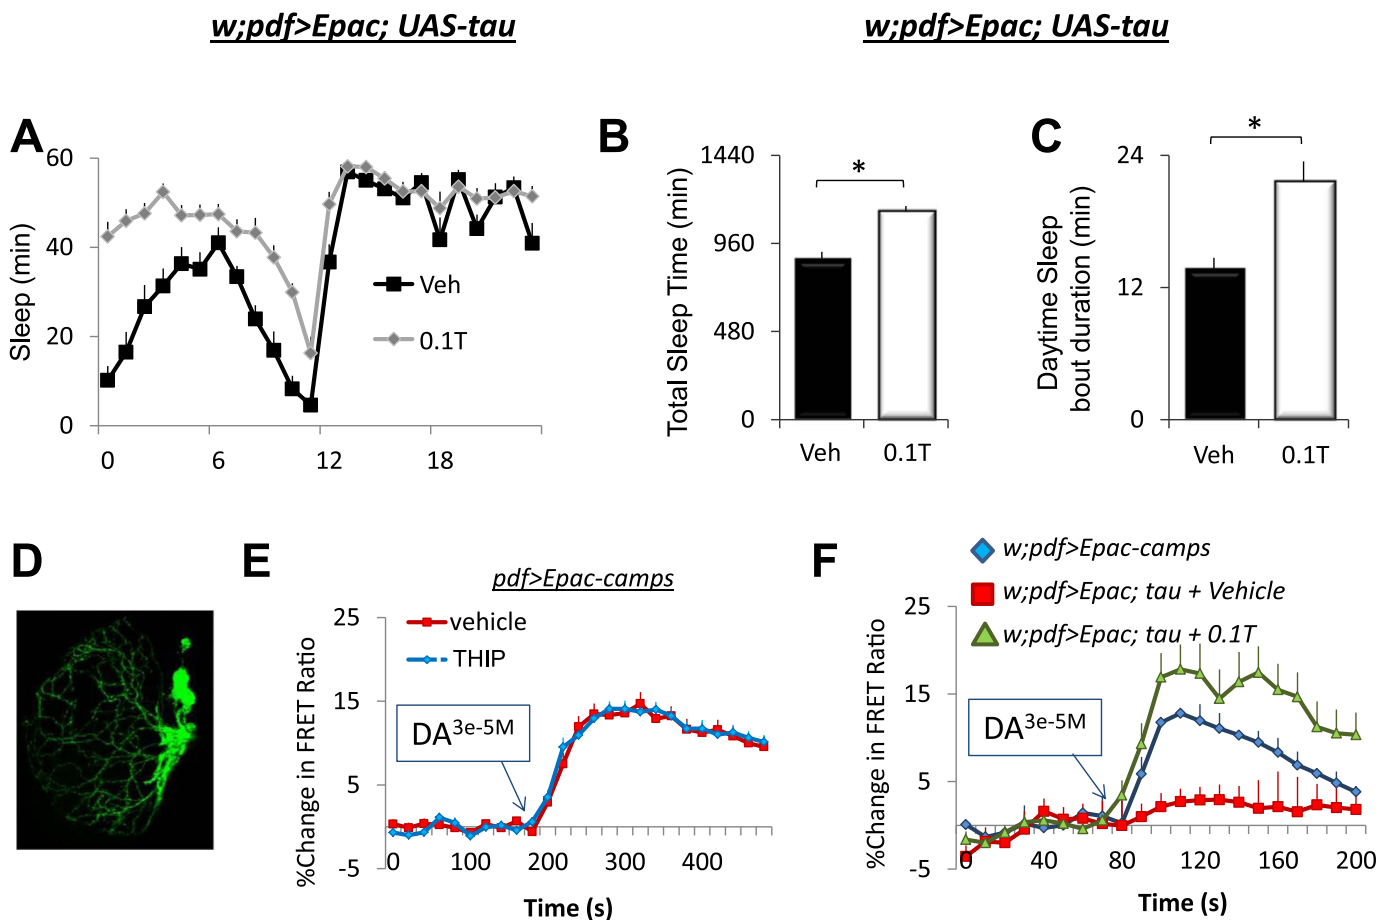 w;pdf>Epac; UAS-tau
w;pdf>Epac; UAS-tau
A
Sleep (min)
60
40
20
0
0 6 12 18
Veh
0.1T
B
Total Sleep Time (min)
1440
960
480
0
*
Veh 0.1T
C
Daytime Sleep
bout duration (min)
24
12
0
*
Veh 0.1T
D
E
pdf>Epac-camps
%Change in FRET Ratio
25
15
5
-5
vehicle
THIP
DA3e-5M
0 100 200 300 400
Time (s)
F
w;pdf>Epac-camps
w;pdf>Epac; tau + Vehicle
w;pdf>Epac; tau + 0.1T
%Change in FRET Ratio
25
15
5
-5
DA3e-5M
0 40 80 120 160 200
Time (s)